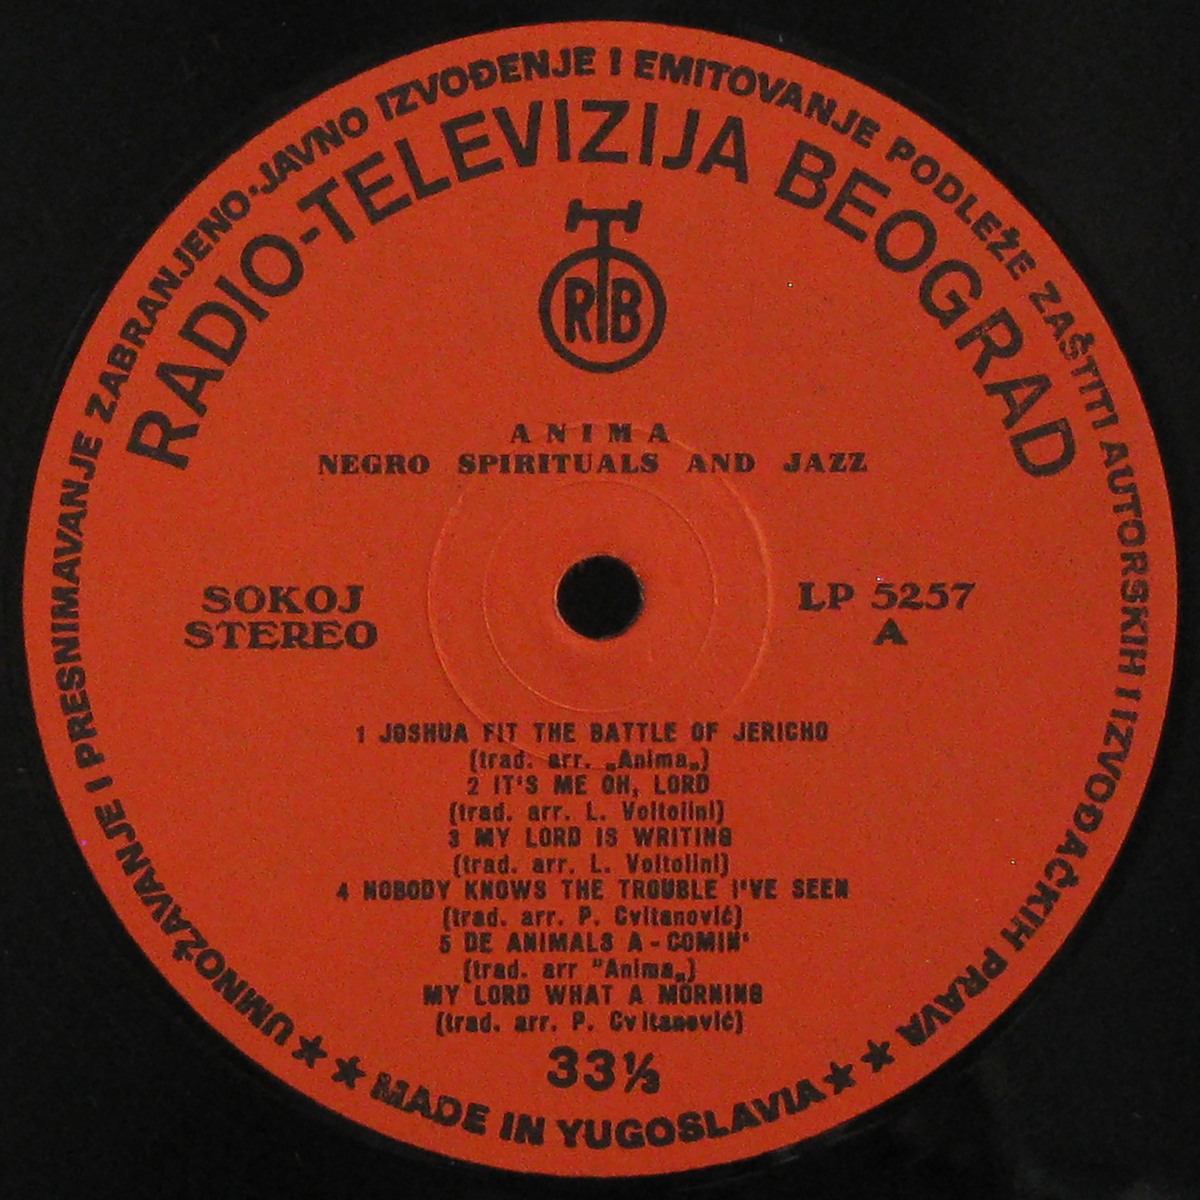 UMNOŽAVANJE I PRESNIMAVANJE ZABRANJENO·JAVNO IZVOĐENJE I EMITOVANJE PODLEŽE ZAŠTITI AUTORSKIH I IZVOĐAČKIH PRAVA
RADIO-TELEVIZIJA BEOGRAD
RTB
ANIMA
NEGRO SPIRITUALS AND JAZZ
SOKOJ
STEREO
LP 5257
A
1 JOSHUA FIT THE BATTLE OF JERICHO
(trad. arr. „Anima„)
2 IT'S ME OH, LORD
(trad. arr. L. Voltolini)
3 MY LORD IS WRITING
(trad. arr. L. Voltolini)
4 NOBODY KNOWS THE TROUBLE I'VE SEEN
(trad. arr. P. Cvitanović)
5 DE ANIMALS A-COMIN'
(trad. arr "Anima„)
MY LORD WHAT A MORNING
(trad. arr. P. Cvitanović)
33⅓
★★ MADE IN YUGOSLAVIA ★★